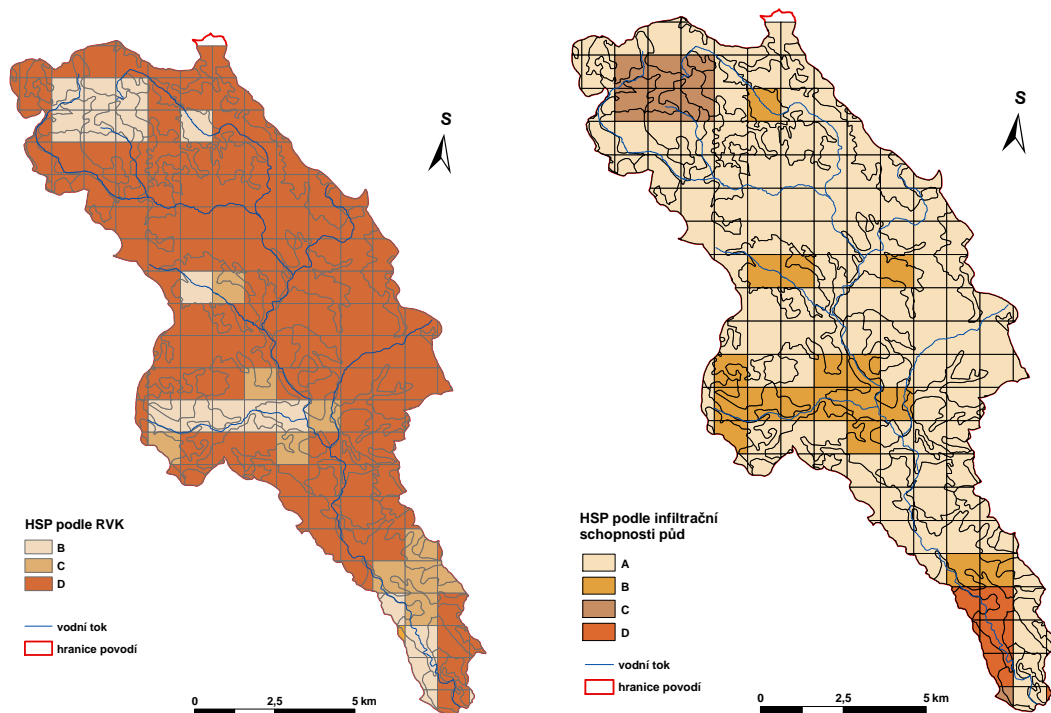 S
HSP podle RVK
B
C
D
vodní tok
hranice povodí
0 2,5 5 km
S
HSP podle infiltrační
schopnosti půd
A
B
C
D
vodní tok
hranice povodí
0 2,5 5 km